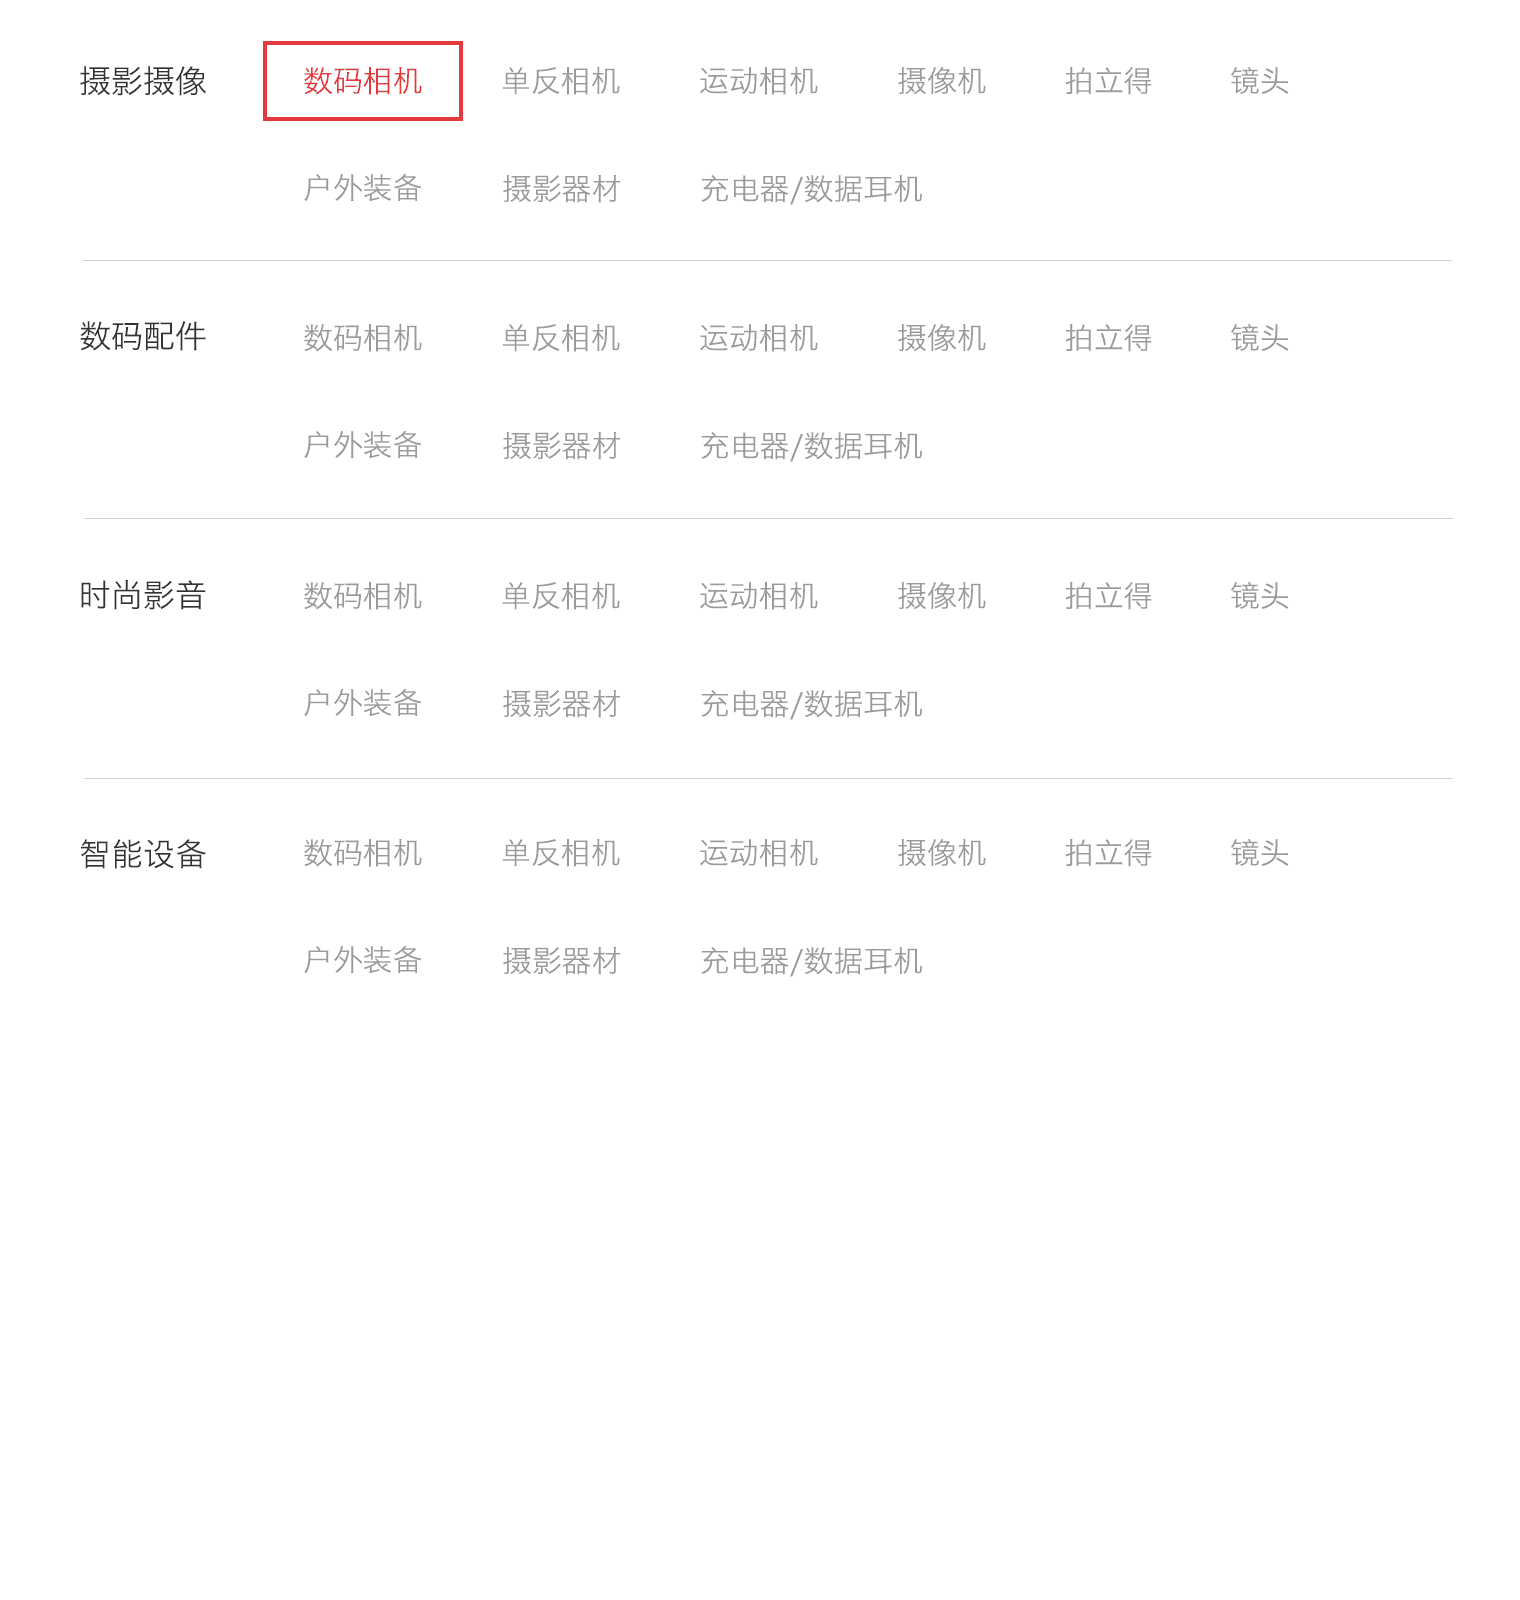 摄影摄像 数码相机 单反相机 运动相机 摄像机 拍立得 镜头
户外装备 摄影器材 充电器/数据耳机
数码配件 数码相机 单反相机 运动相机 摄像机 拍立得 镜头
户外装备 摄影器材 充电器/数据耳机
时尚影音 数码相机 单反相机 运动相机 摄像机 拍立得 镜头
户外装备 摄影器材 充电器/数据耳机
智能设备 数码相机 单反相机 运动相机 摄像机 拍立得 镜头
户外装备 摄影器材 充电器/数据耳机